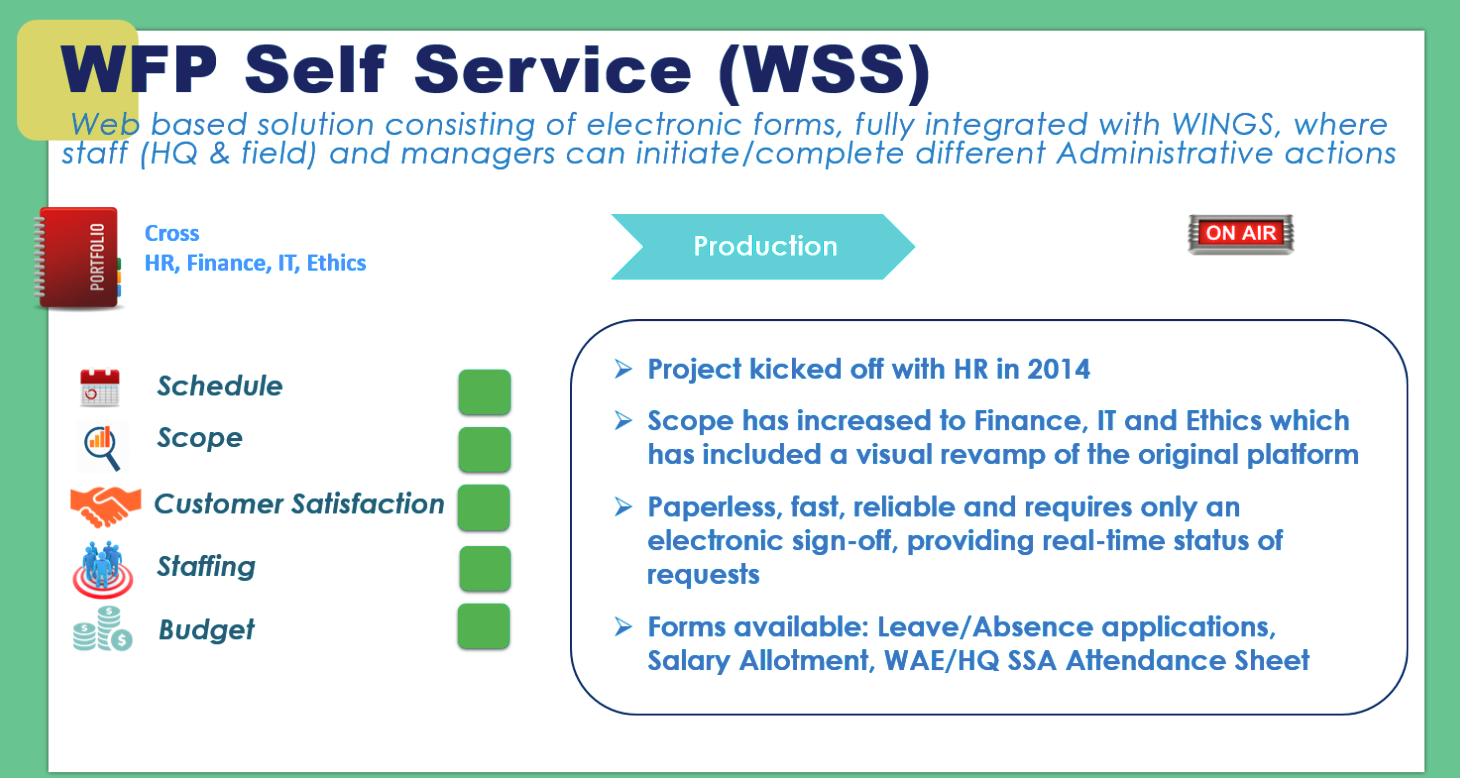 WFP Self Service (WSS)
Web based solution consisting of electronic forms, fully integrated with WINGS, where
staff (HQ & field) and managers can initiate/complete different Administrative actions
PORTFOLIO
Cross
HR, Finance, IT, Ethics
Production
ON AIR
Schedule
Scope
Customer Satisfaction
Staffing
Budget
➢ Project kicked off with HR in 2014
➢ Scope has increased to Finance, IT and Ethics which
has included a visual revamp of the original platform
➢ Paperless, fast, reliable and requires only an
electronic sign-off, providing real-time status of
requests
➢ Forms available: Leave/Absence applications,
Salary Allotment, WAE/HQ SSA Attendance Sheet